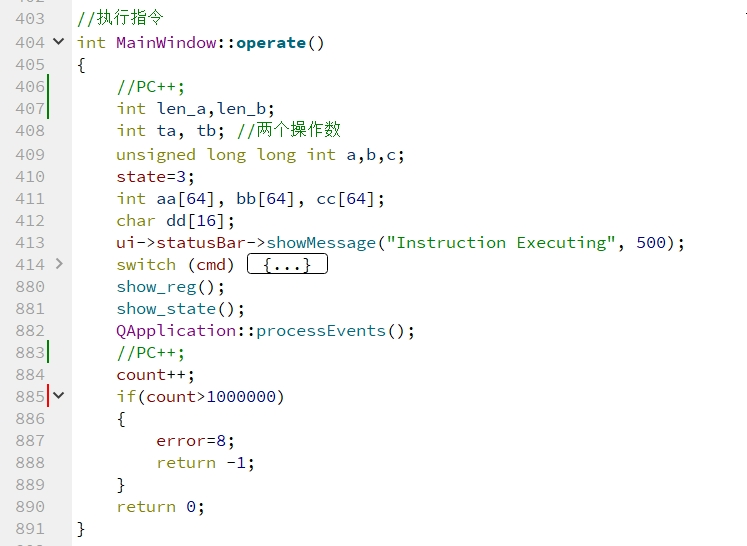 403 //执行指令
404 int MainWindow::operate()
405 {
406 //PC++;
407 int len_a,len_b;
408 int ta, tb; //两个操作数
409 unsigned long long int a,b,c;
410 state=3;
411 int aa[64], bb[64], cc[64];
412 char dd[16];
413 ui->statusBar->showMessage("Instruction Executing", 500);
414 switch (cmd) {...}
880 show_reg();
881 show_state();
882 QApplication::processEvents();
883 //PC++;
884 count++;
885 if(count>1000000)
886 {
887 error=8;
888 return -1;
889 }
890 return 0;
891 }